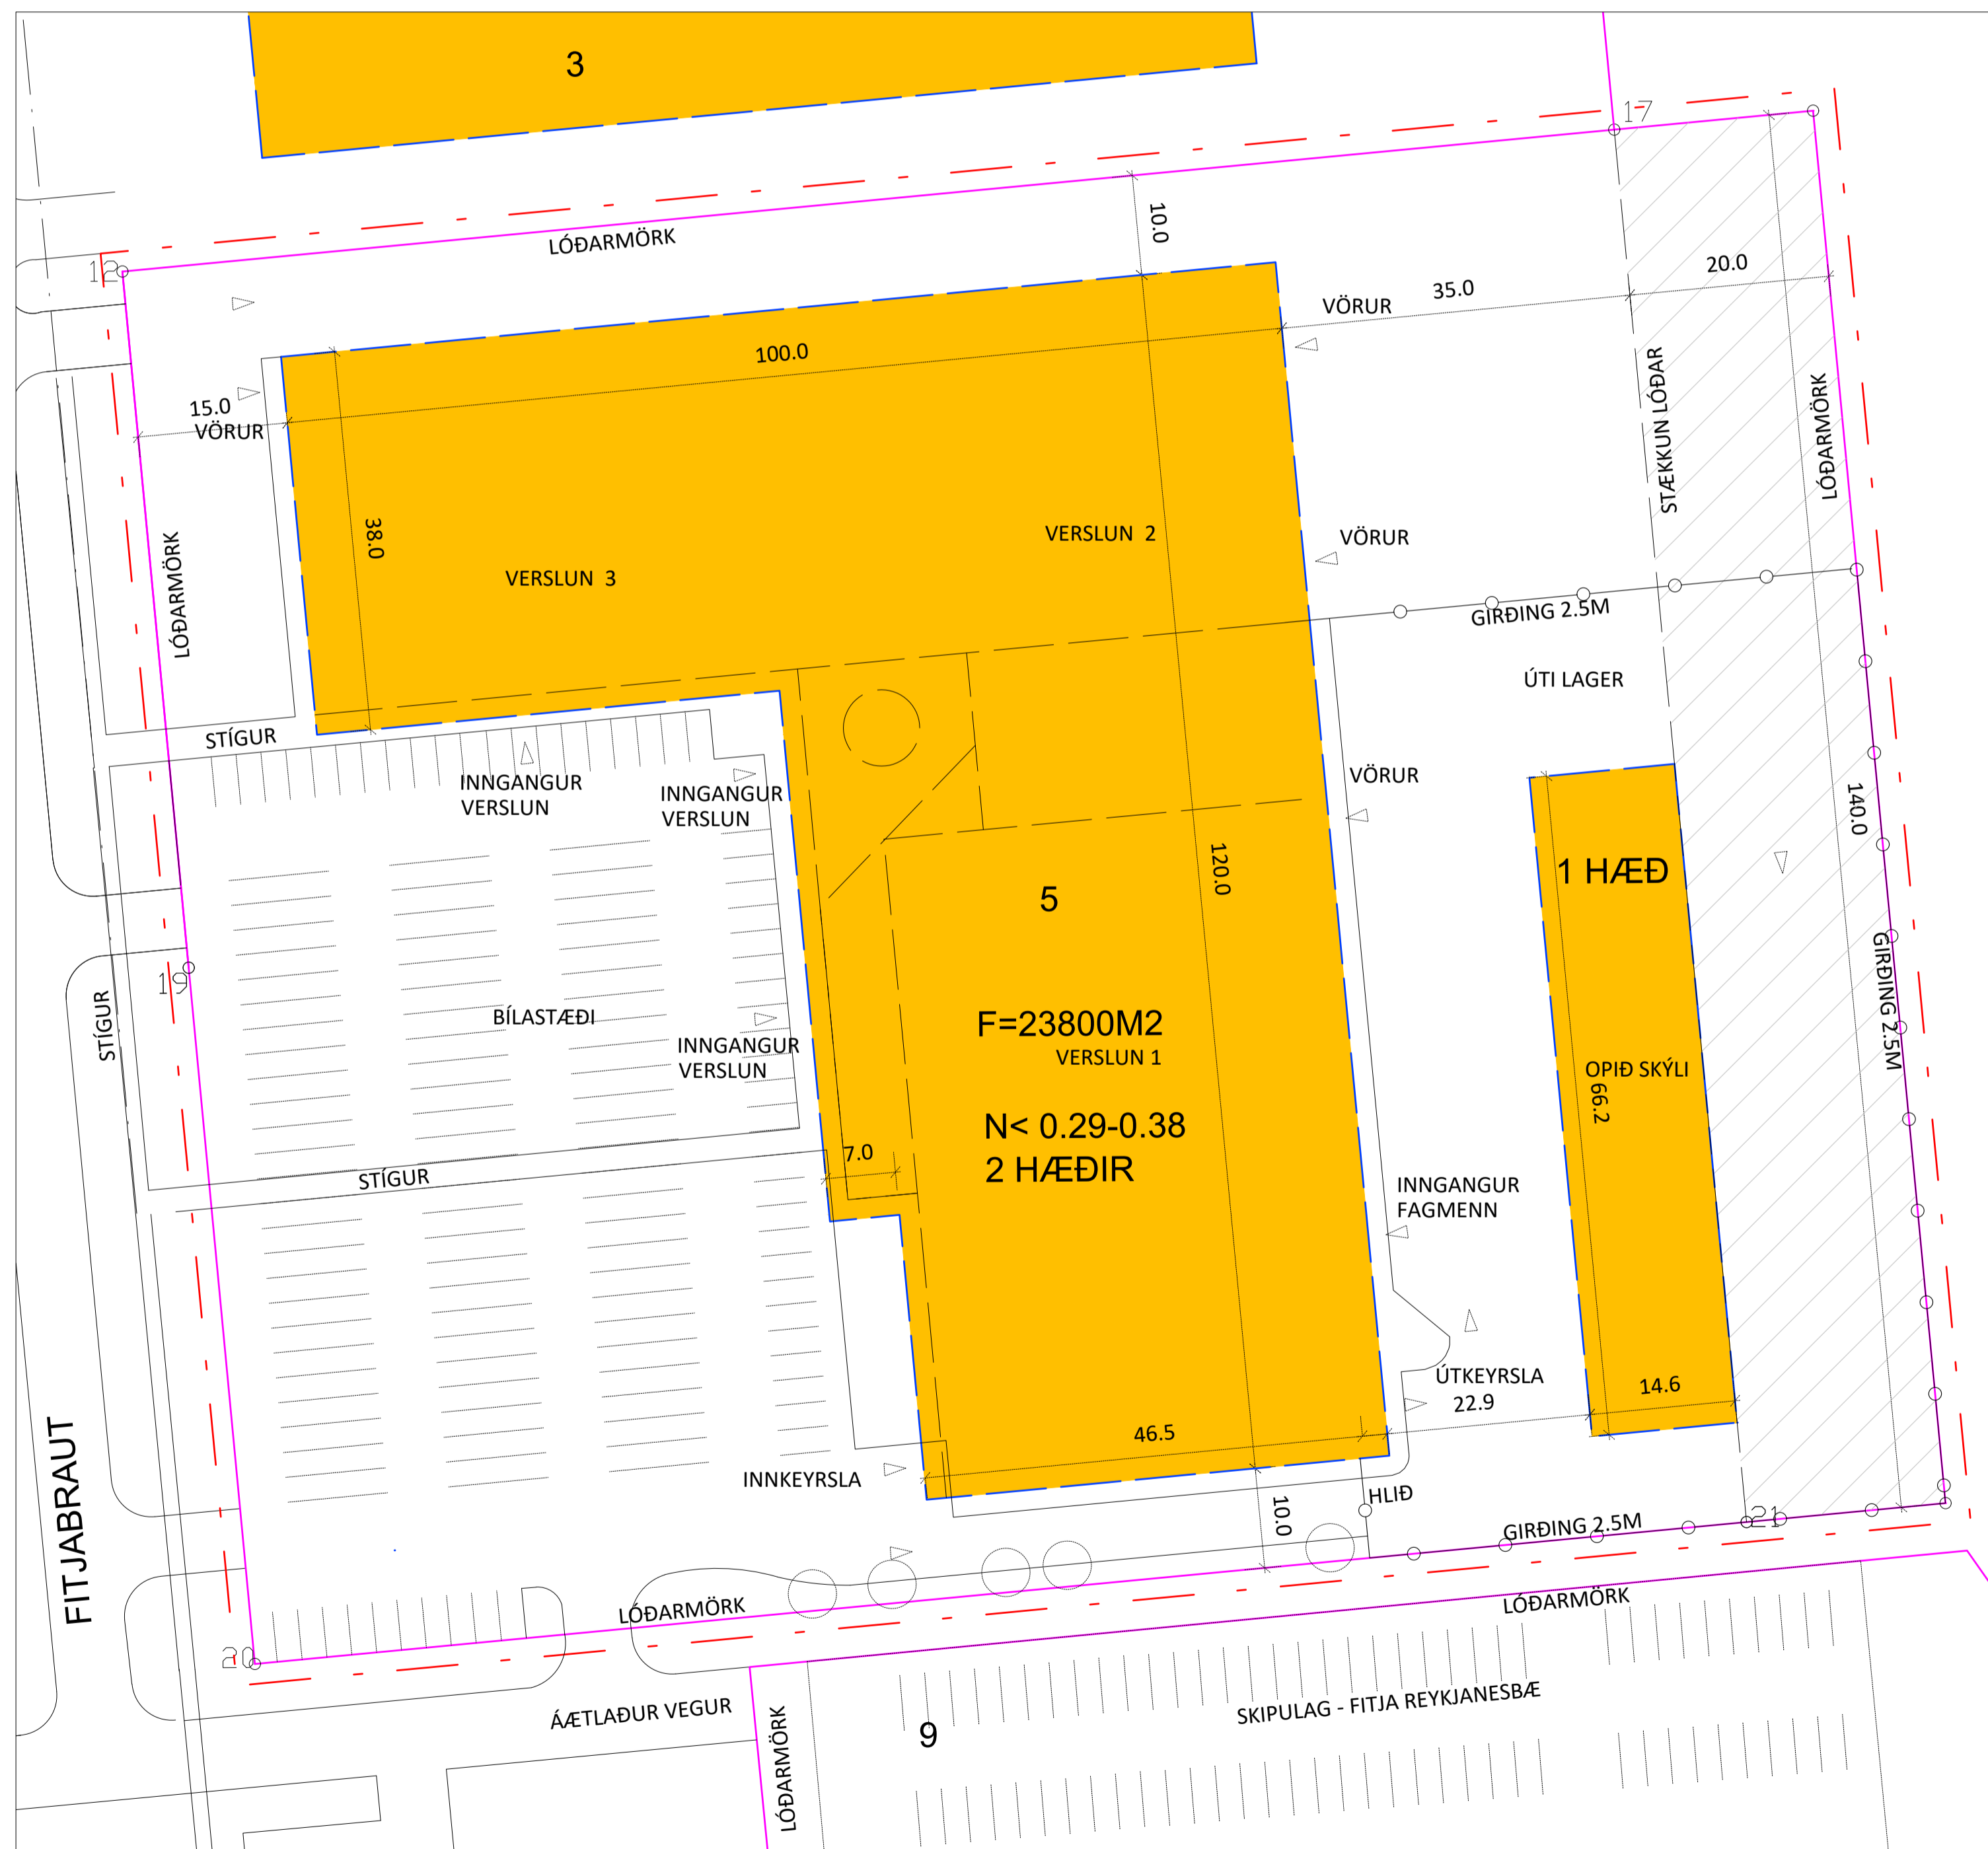 3
17
12
LÓÐARMÖRK
10.0
20.0
35.0
VÖRUR
100.0
15.0
VÖRUR
STÆKKUN LÓÐAR
LÓÐARMÖRK
38.0
VERSLUN 2
VÖRUR
VERSLUN 3
LÓÐARMÖRK
GIRÐING 2.5M
ÚTI LAGER
STÍGUR
INNGANGUR
VERSLUN
INNGANGUR
VERSLUN
VÖRUR
140.0
120.0
1 HÆÐ
5
19
STÍGUR
BÍLASTÆÐI
INNGANGUR
VERSLUN
F=23800M2
VERSLUN 1
OPIÐ SKÝLI
66.2
GIRÐING 2.5M
N< 0.29-0.38
2 HÆÐIR
7.0
STÍGUR
INNGANGUR
FAGMENN
ÚTKEYRSLA
22.9
14.6
46.5
INNKEYRSLA
HLIÐ
10.0
GIRÐING 2.5M
21
FITJABRAUT
LÓÐARMÖRK
LÓÐARMÖRK
20
ÁÆTLAÐUR VEGUR
LÓÐARMÖRK
9
SKIPULAG - FITJA REYKJANESBÆ